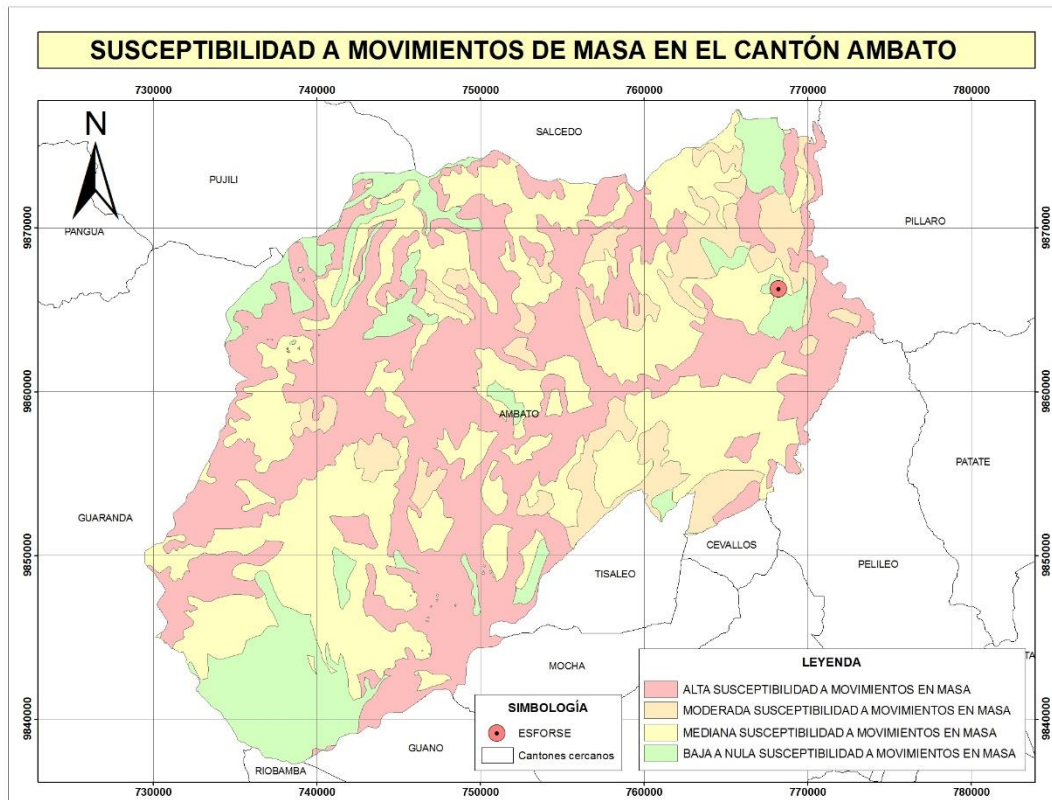 SUSCEPTIBILIDAD A MOVIMIENTOS DE MASA EN EL CANTÓN AMBATO
730000 740000 750000 760000 770000 780000
N
SALCEDO
PUJILI
PANGUA
PILLARO
9870000 9870000
9860000 9860000
AMBATO
PATATE
GUARANDA
CEVALLOS
9850000 9850000
TISALEO
PELILEO
MOCHA
LEYENDA
ALTA SUSCEPTIBILIDAD A MOVIMIENTOS EN MASA
MODERADA SUSCEPTIBILIDAD A MOVIMIENTOS EN MASA
MEDIANA SUSCEPTIBILIDAD A MOVIMIENTOS EN MASA
BAJA A NULA SUSCEPTIBILIDAD A MOVIMIENTOS EN MASA
SIMBOLOGÍA
ESFORSE
Cantones cercanos
9840000 9840000
GUANO
RIOBAMBA
730000 740000 750000 760000 770000 780000